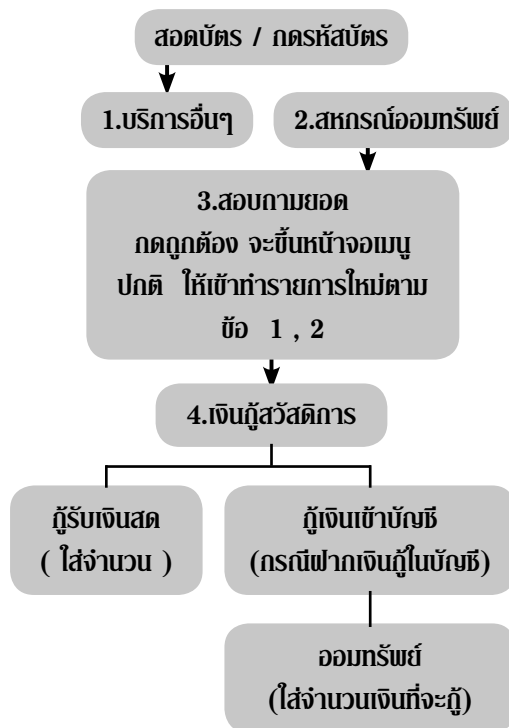 สอดบัตร / กดรหัสบัตร
1.บริการอื่นๆ
2.สหกรณ์ออมทรัพย์
3.สอบถามยอด
กดถูกต้อง จะขึ้นหน้าจอเมนู
ปกติ ให้เข้าทำรายการใหม่ตาม
ข้อ 1 , 2
4.เงินกู้สวัสดิการ
กู้รับเงินสด
( ใส่จำนวน )
กู้เงินเข้าบัญชี
(กรณีฝากเงินกู้ในบัญชี)
ออมทรัพย์
(ใส่จำนวนเงินที่จะกู้)